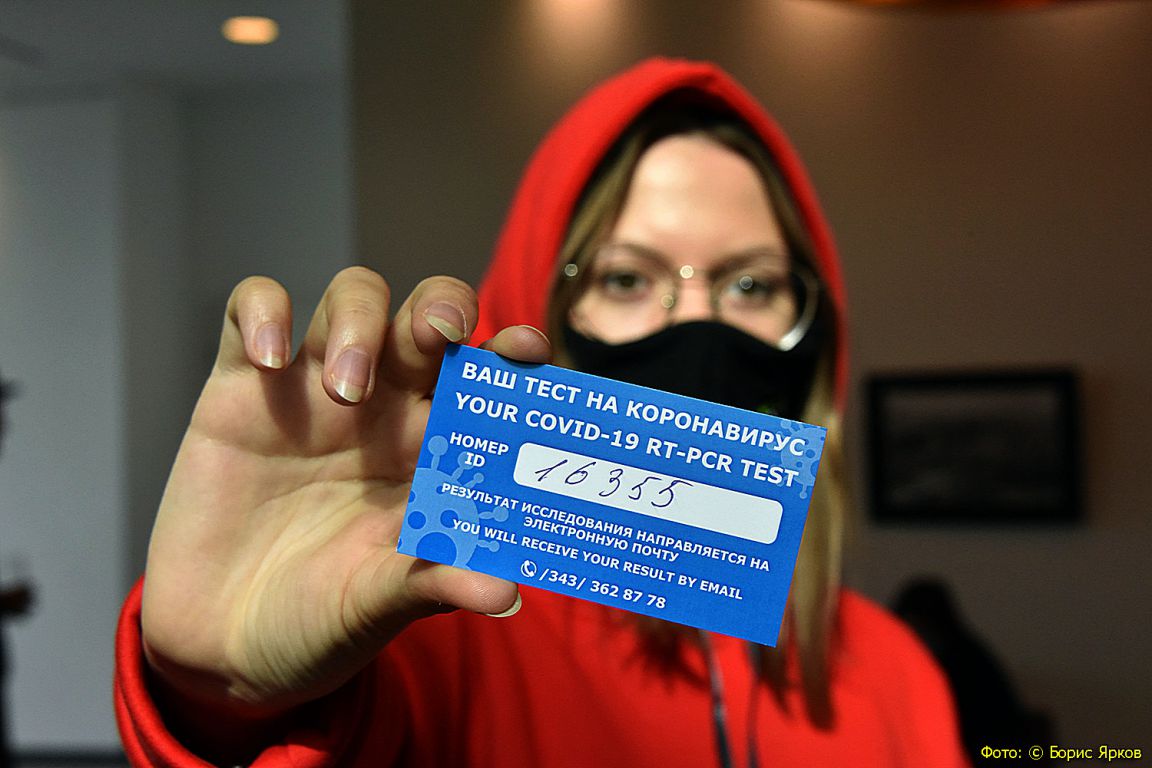 ВАШ ТЕСТ НА КОРОНАВИРУС
YOUR COVID-19 RT-PCR TEST
НОМЕР
ID
16355
РЕЗУЛЬТАТ ИССЛЕДОВАНИЯ НАПРАВЛЯЕТСЯ НА
ЭЛЕКТРОННУЮ ПОЧТУ
YOU WILL RECEIVE YOUR RESULT BY EMAIL
/343/ 362 87 78
Фото: © Борис Ярков